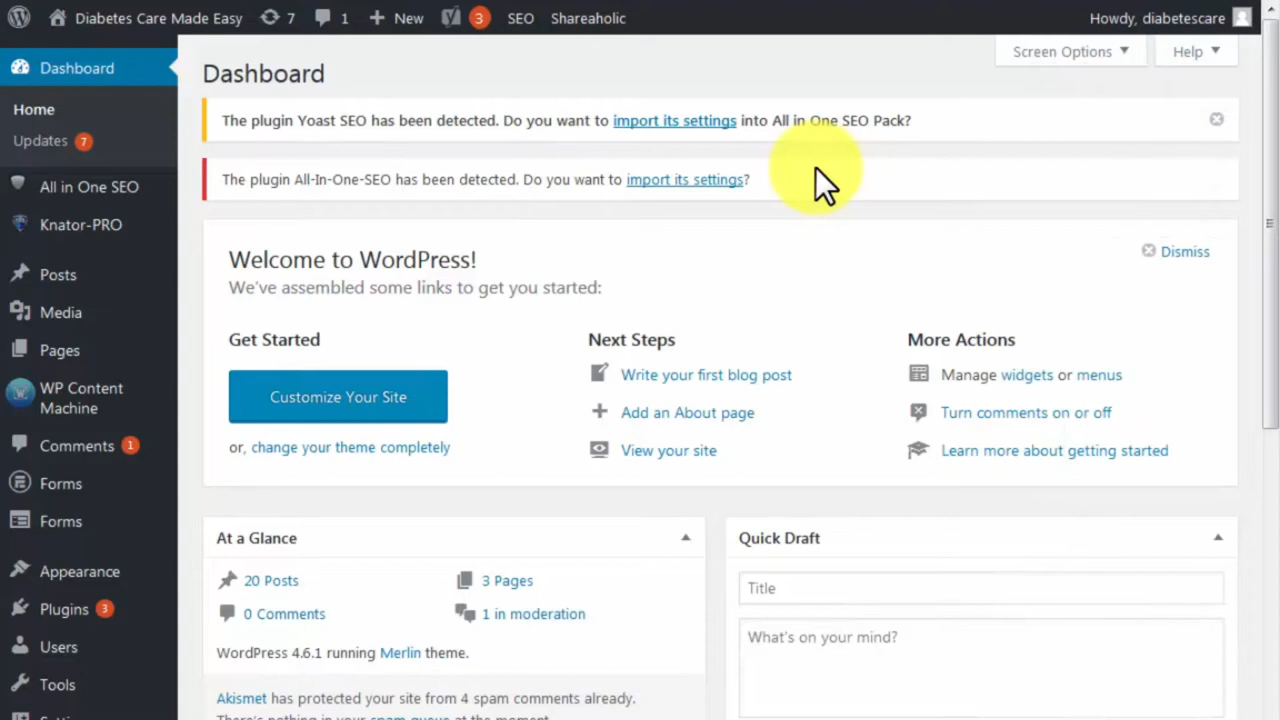 Diabetes Care Made Easy 7 1 New 3 SEO Shareaholic Howdy, diabetescare
Screen Options Help
Dashboard
Home
Updates 7
All in One SEO
Knator-PRO
Posts
Media
Pages
WP Content
Machine
Comments 1
Forms
Forms
Appearance
Plugins 3
Users
Tools
Dashboard
The plugin Yoast SEO has been detected. Do you want to import its settings into All in One SEO Pack?
The plugin All-In-One-SEO has been detected. Do you want to import its settings?
Welcome to WordPress!
Dismiss
We've assembled some links to get you started:
Get Started
Customize Your Site
or, change your theme completely
Next Steps
Write your first blog post
Add an About page
View your site
More Actions
Manage widgets or menus
Turn comments on or off
Learn more about getting started
At a Glance
20 Posts 3 Pages
0 Comments 1 in moderation
WordPress 4.6.1 running Merlin theme.
Akismet has protected your site from 4 spam comments already.
There's nothing in your spam queue at the moment.
Quick Draft
Title
What's on your mind?